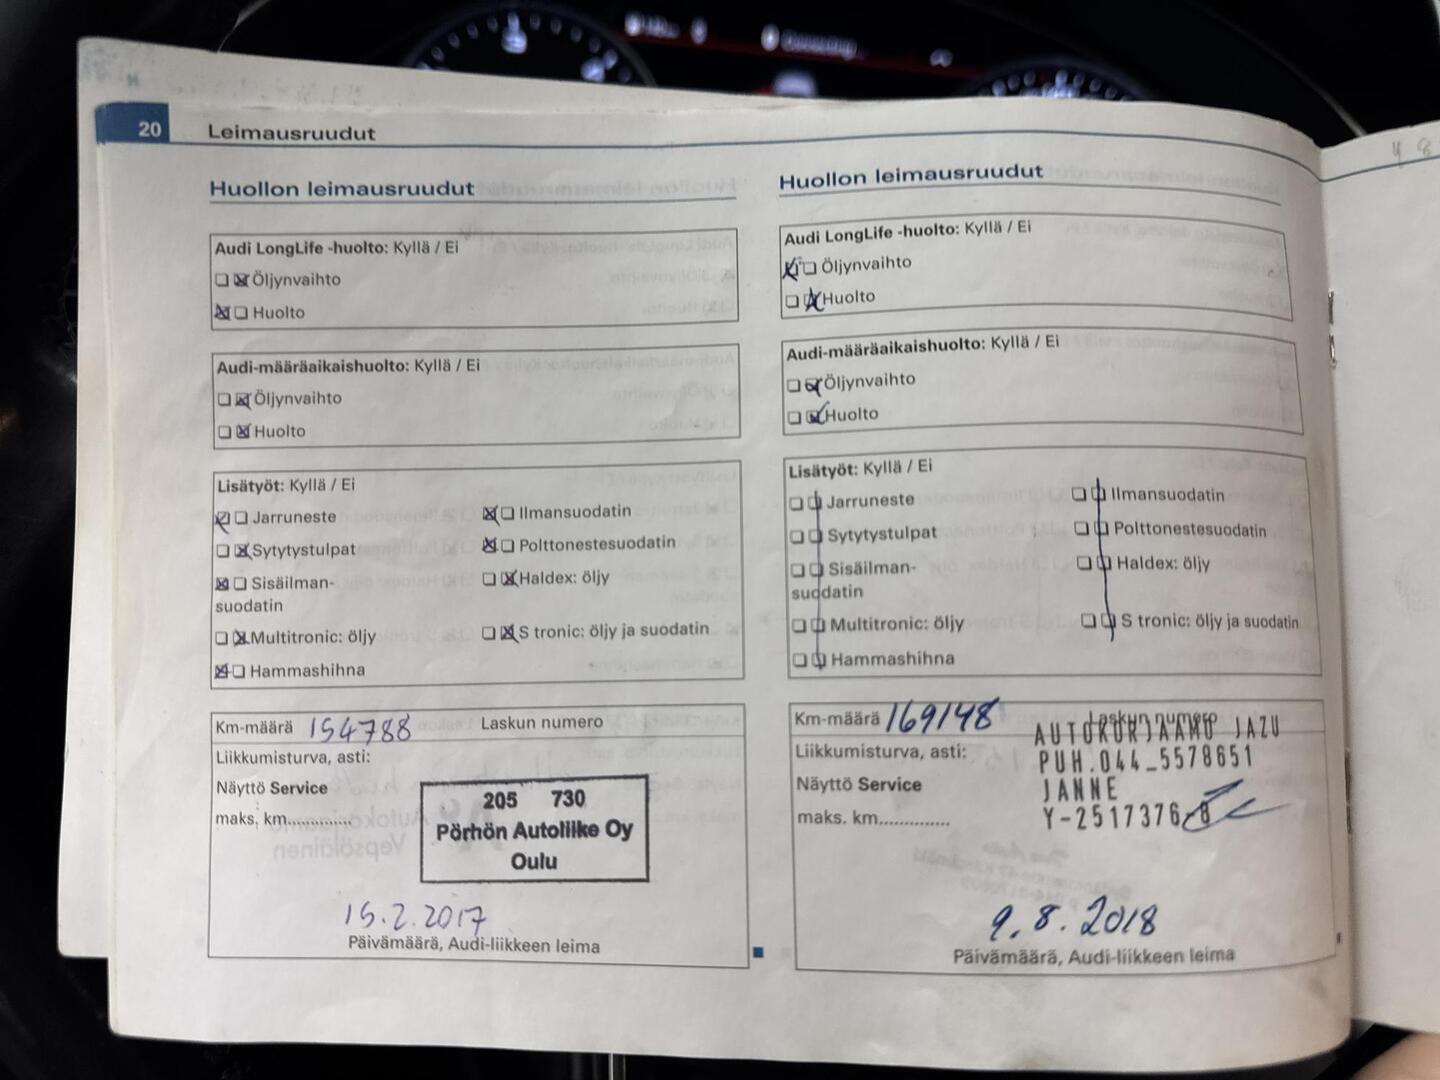 20 Leimausruudut
Huollon leimausruudut
Audi LongLife -huolto: Kyllä / Ei
Öljynvaihto
Huolto
Audi-määräaikaishuolto: Kyllä / Ei
Öljynvaihto
Huolto
Lisätyöt: Kyllä / Ei
Jarruneste
Ilmansuodatin
Sytytystulpat
Polttonestesuodatin
Sisäilman-
suodatin
Haldex: öljy
Multitronic: öljy
S tronic: öljy ja suodatin
Hammashihna
Km-määrä 154788 Laskun numero
Liikkumisturva, asti:
Näyttö Service
maks. km..............
205 730
Pörhön Autoliike Oy
Oulu
15.2.2017
Päivämäärä, Audi-liikkeen leima
Huollon leimausruudut
Audi LongLife -huolto: Kyllä / Ei
Öljynvaihto
Huolto
Audi-määräaikaishuolto: Kyllä / Ei
Öljynvaihto
Huolto
Lisätyöt: Kyllä / Ei
Jarruneste
Ilmansuodatin
Sytytystulpat
Polttonestesuodatin
Sisäilman-
suodatin
Haldex: öljy
Multitronic: öljy
S tronic: öljy ja suodatin
Hammashihna
Km-määrä 169148 Laskun numero
Liikkumisturva, asti:
Näyttö Service
maks. km..............
AUTOKORJAAMO JAZU
PUH.044_5578651
JANNE
Y-2517376-8
9.8.2018
Päivämäärä, Audi-liikkeen leima